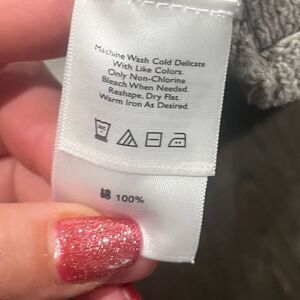 Machine Wash Cold Delicate
With Like Colors.
Only Non-Chlorine
Bleach When Needed.
Reshape, Dry Flat.
Warm Iron As Desired.
綿 100%